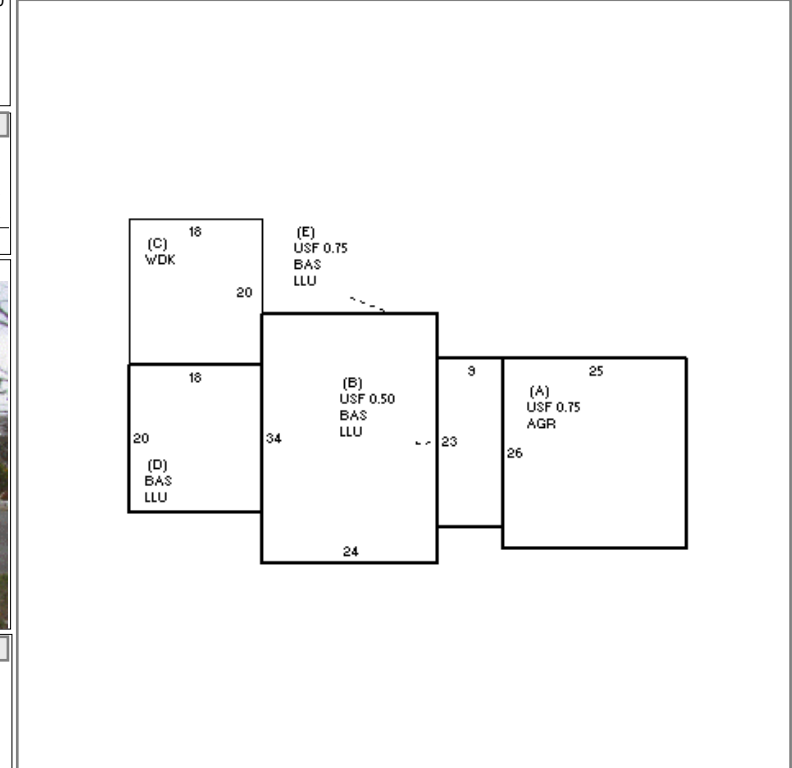 18
(C)
WDK
20
(E)
USF 0.75
BAS
LLU
18
20
(D)
BAS
LLU
34
(B)
USF 0.50
BAS
LLU
24
9
23
25
(A)
USF 0.75
AGR
26